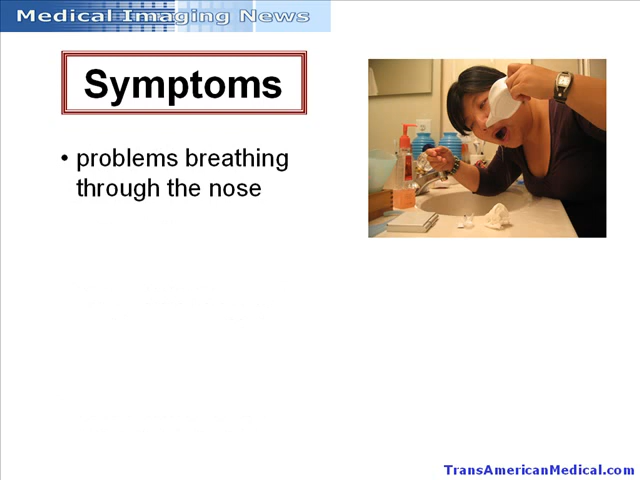 Medical Imaging News
Symptoms
• problems breathing
through the nose
TransAmericanMedical.com